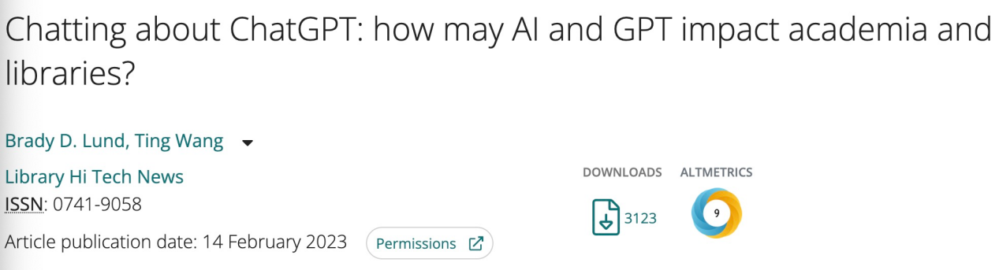 Chatting about ChatGPT: how may AI and GPT impact academia and
libraries?
Brady D. Lund, Ting Wang
Library Hi Tech News
ISSN: 0741-9058
Article publication date: 14 February 2023
Permissions
DOWNLOADS
3123
ALTMETRICS
9